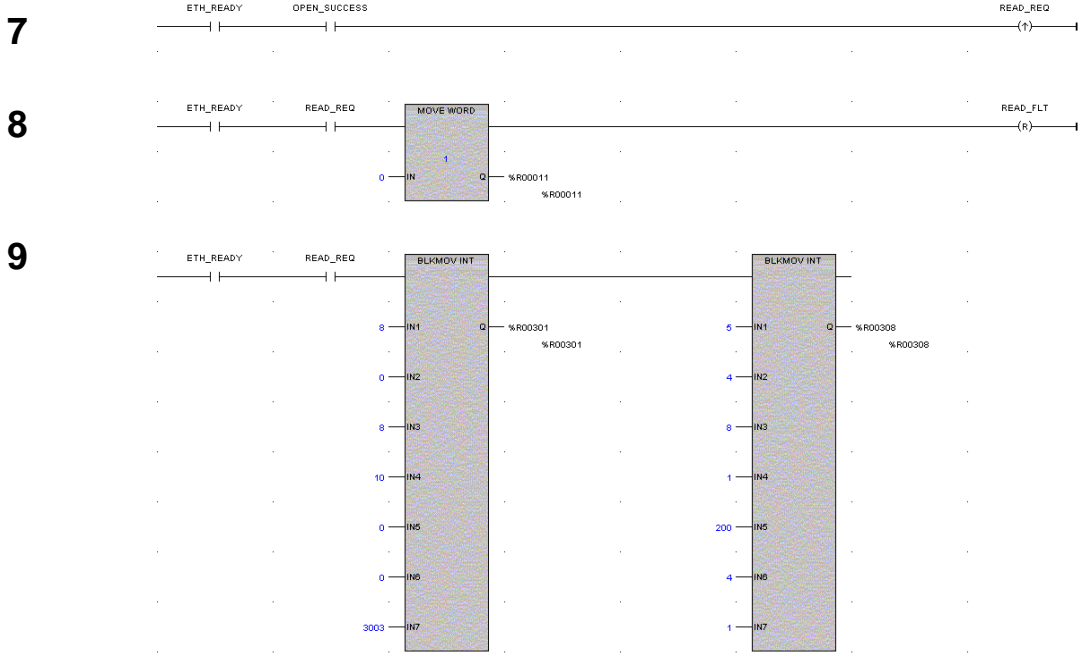 ETH_READY OPEN_SUCCESS READ_REQ
7 (↑)
ETH_READY READ_REQ MOVE WORD READ_FLT
8 (R)
1
0 IN Q %R00011
%R00011
9
ETH_READY READ_REQ BLKMOV INT BLKMOV INT
8 IN1 Q %R00301 5 IN1 Q %R00308
%R00301 %R00308
0 IN2 4 IN2
8 IN3 8 IN3
10 IN4 1 IN4
0 IN5 200 IN5
0 IN6 4 IN6
3003 IN7 1 IN7